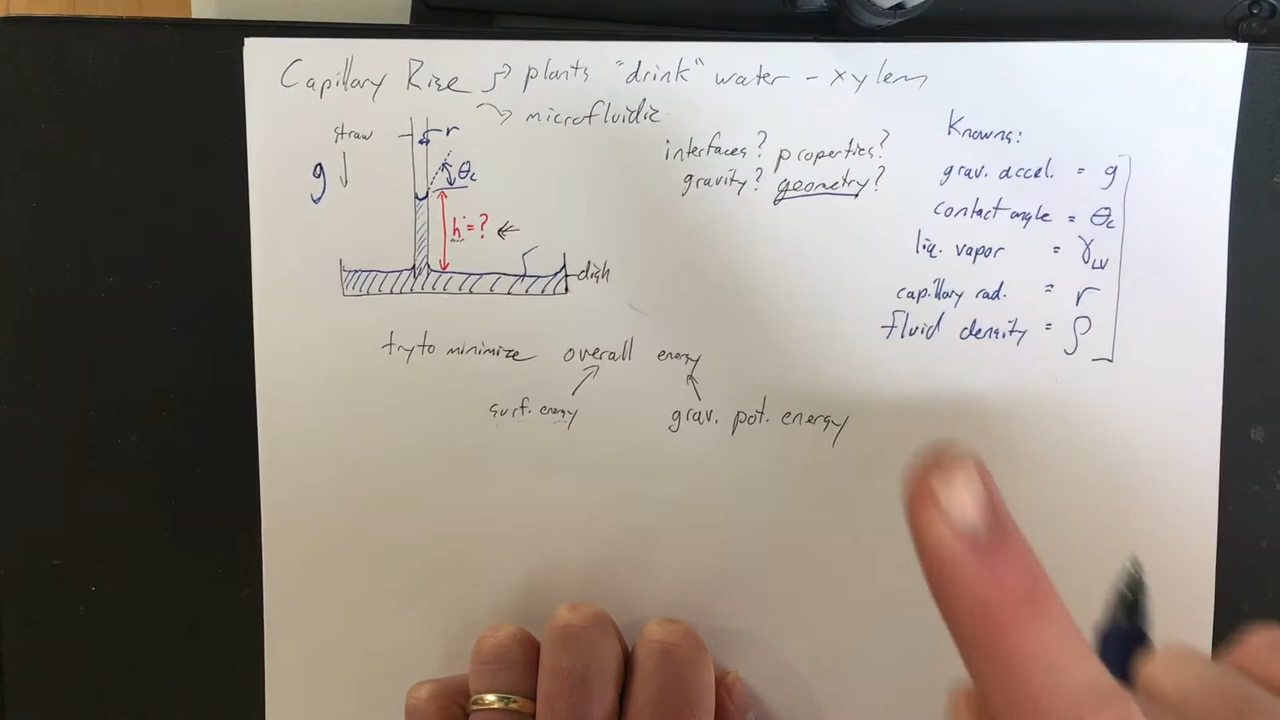 Capillary Rise → plants "drink" water - xylem
→ microfluidic
straw r
g θc
h = ?
dish
interfaces? properties?
gravity? geometry?
Knowns:
grav. accel. = g
contact angle = θc
liq. vapor = γLV
capillary rad. = r
fluid density = ρ
try to minimize overall energy
surf. energy grav. pot. energy